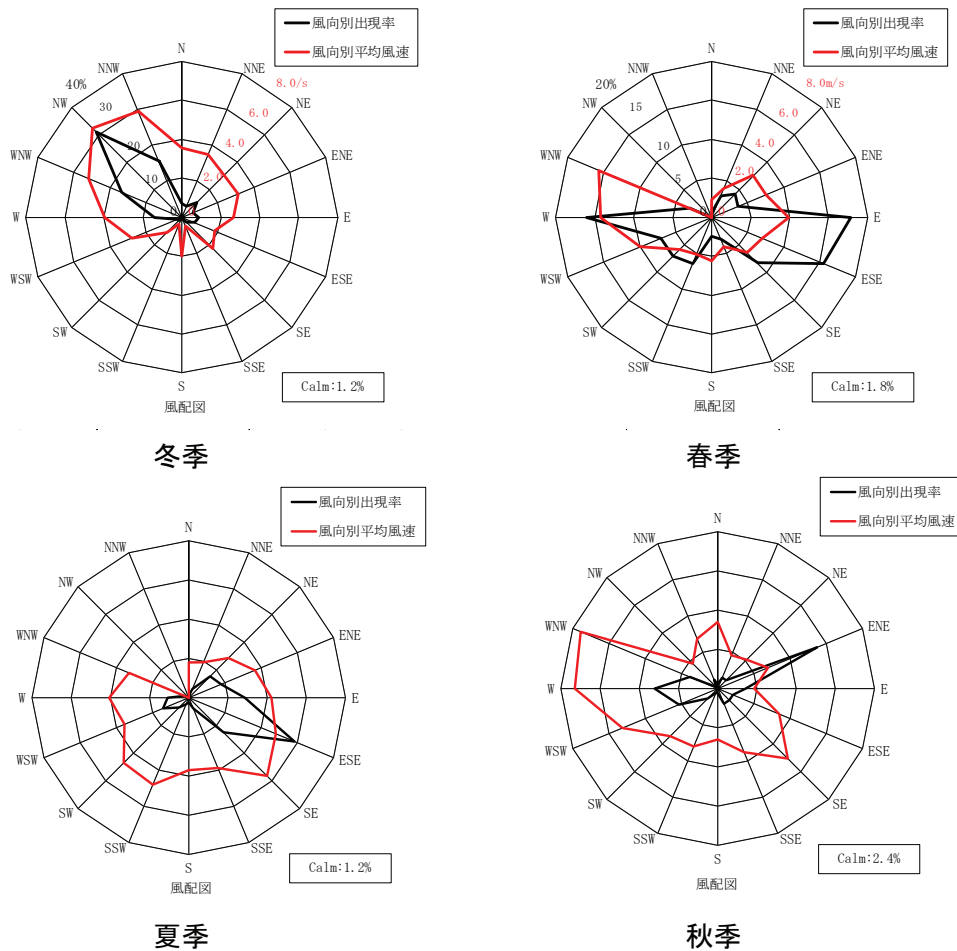 風向別出現率
風向別平均風速
N
NNE
NE
ENE
E
ESE
SE
SSE
S
SSW
SW
WSW
W
WNW
NW
NNW
40%
30
20
10
0
8.0/s
6.0
4.0
2.0
Calm:1.2%
風配図
冬季
風向別出現率
風向別平均風速
N
NNE
NE
ENE
E
ESE
SE
SSE
S
SSW
SW
WSW
W
WNW
NW
NNW
20%
15
10
5
0
8.0m/s
6.0
4.0
2.0
Calm:1.8%
風配図
春季
風向別出現率
風向別平均風速
N
NNE
NE
ENE
E
ESE
SE
SSE
S
SSW
SW
WSW
W
WNW
NW
NNW
Calm:1.2%
風配図
夏季
風向別出現率
風向別平均風速
N
NNE
NE
ENE
E
ESE
SE
SSE
S
SSW
SW
WSW
W
WNW
NW
NNW
Calm:2.4%
風配図
秋季